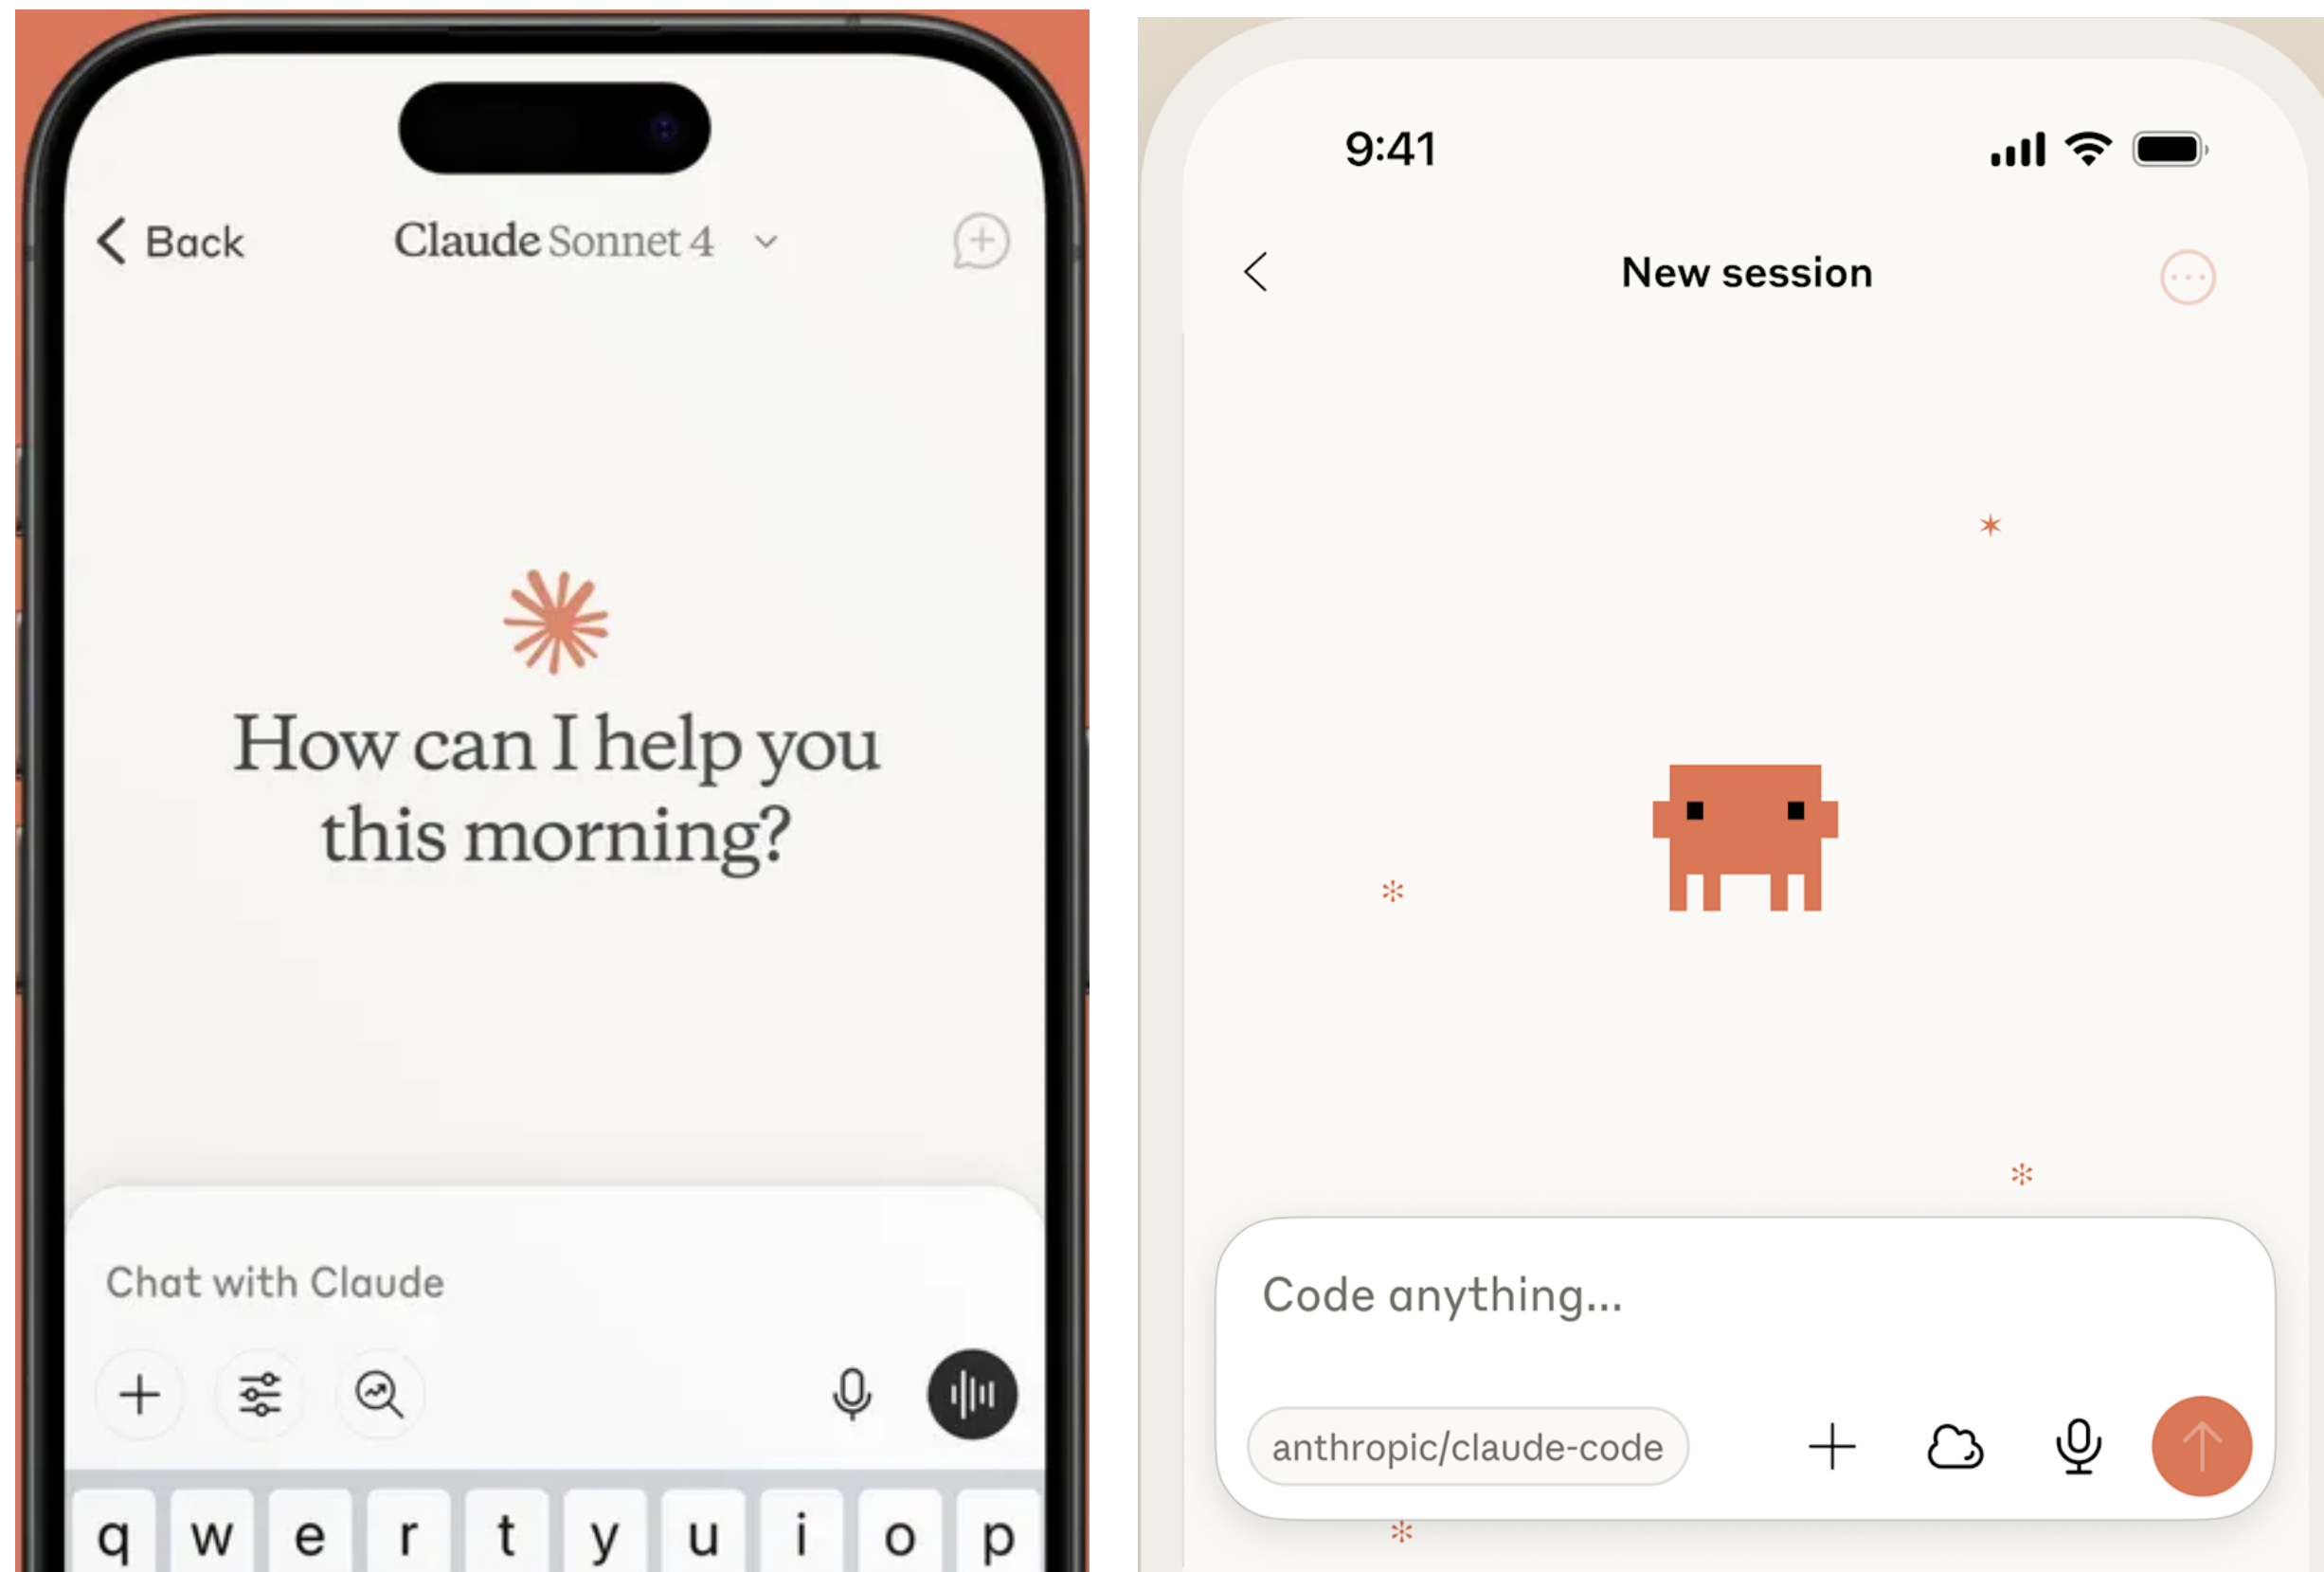 Back
Claude Sonnet 4
How can I help you
this morning?
Chat with Claude
q w e r t y u i o p
9:41
New session
Code anything...
anthropic/claude-code